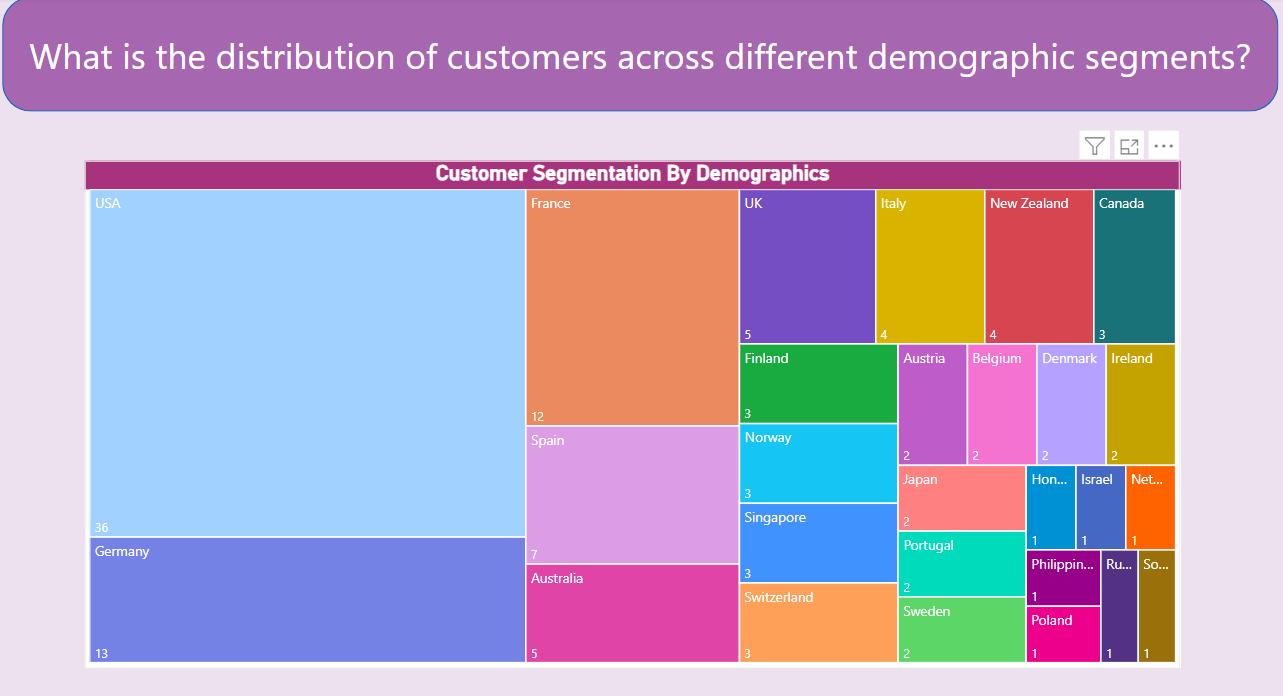 What is the distribution of customers across different demographic segments?
Customer Segmentation By Demographics
USA
36
Germany
13
France
12
Spain
7
Australia
5
UK
5
Italy
4
New Zealand
4
Canada
3
Finland
3
Norway
3
Singapore
3
Switzerland
3
Austria
2
Belgium
2
Denmark
2
Ireland
2
Japan
2
Portugal
2
Sweden
2
Hon...
1
Israel
1
Net...
1
Philippin...
1
Poland
1
Ru...
1
So...
1